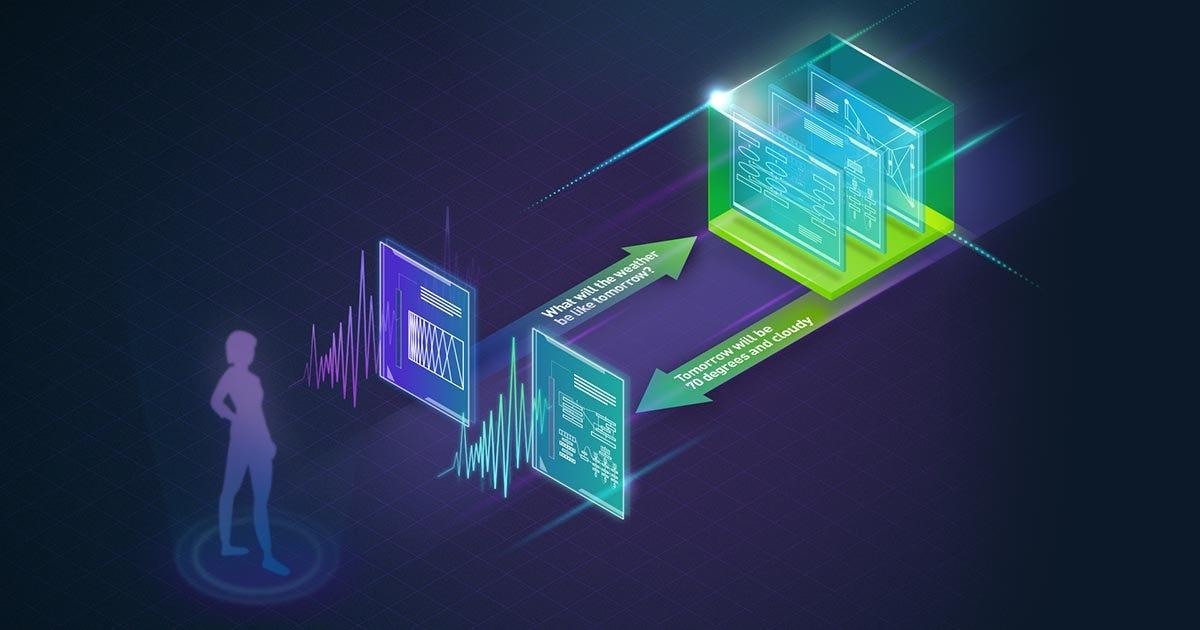 What will the weather
be like tomorrow?
Tomorrow will be
70 degrees and cloudy